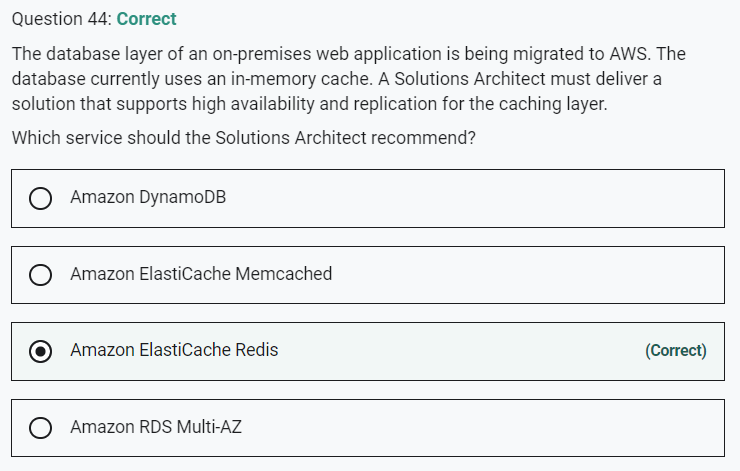 Question 44: Correct
The database layer of an on-premises web application is being migrated to AWS. The
database currently uses an in-memory cache. A Solutions Architect must deliver a
solution that supports high availability and replication for the caching layer.
Which service should the Solutions Architect recommend?
Amazon DynamoDB
Amazon ElastiCache Memcached
Amazon ElastiCache Redis (Correct)
Amazon RDS Multi-AZ